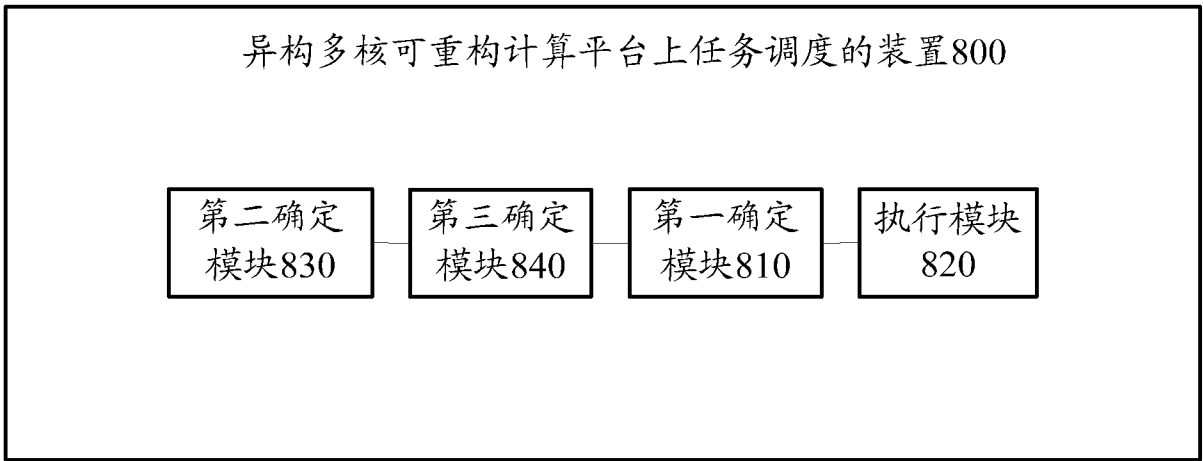 异构多核可重构计算平台上任务调度的装置800
第二确定
模块830
第三确定
模块840
第一确定
模块810
执行模块
820